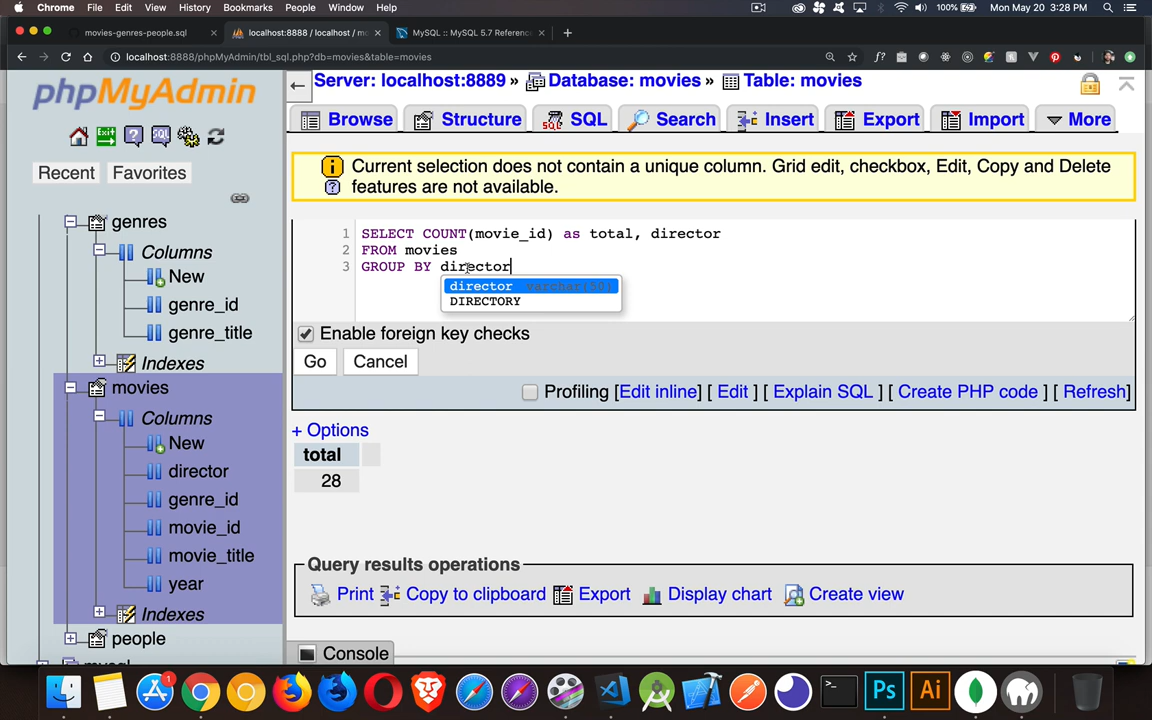 Chrome File Edit View History Bookmarks People Window Help 100% Mon May 20 3:28 PM
movies-genres-people.sql × localhost:8888 / localhost / mo × MySQL :: MySQL 5.7 Referenc × +
localhost:8888/phpMyAdmin/tbl_sql.php?db=movies&table=movies
phpMyAdmin
Recent Favorites
genres
Columns
New
genre_id
genre_title
Indexes
movies
Columns
New
director
genre_id
movie_id
movie_title
year
Indexes
people
Server: localhost:8889 » Database: movies » Table: movies
Browse Structure SQL Search Insert Export Import More
Current selection does not contain a unique column. Grid edit, checkbox, Edit, Copy and Delete
features are not available.
1 SELECT COUNT(movie_id) as total, director
2 FROM movies
3 GROUP BY director
director varchar(50)
DIRECTORY
Enable foreign key checks
Go Cancel
Profiling [Edit inline] [ Edit ] [ Explain SQL ] [ Create PHP code ] [ Refresh]
+ Options
total
28
Query results operations
Print Copy to clipboard Export Display chart Create view
Console
1
Ps Ai